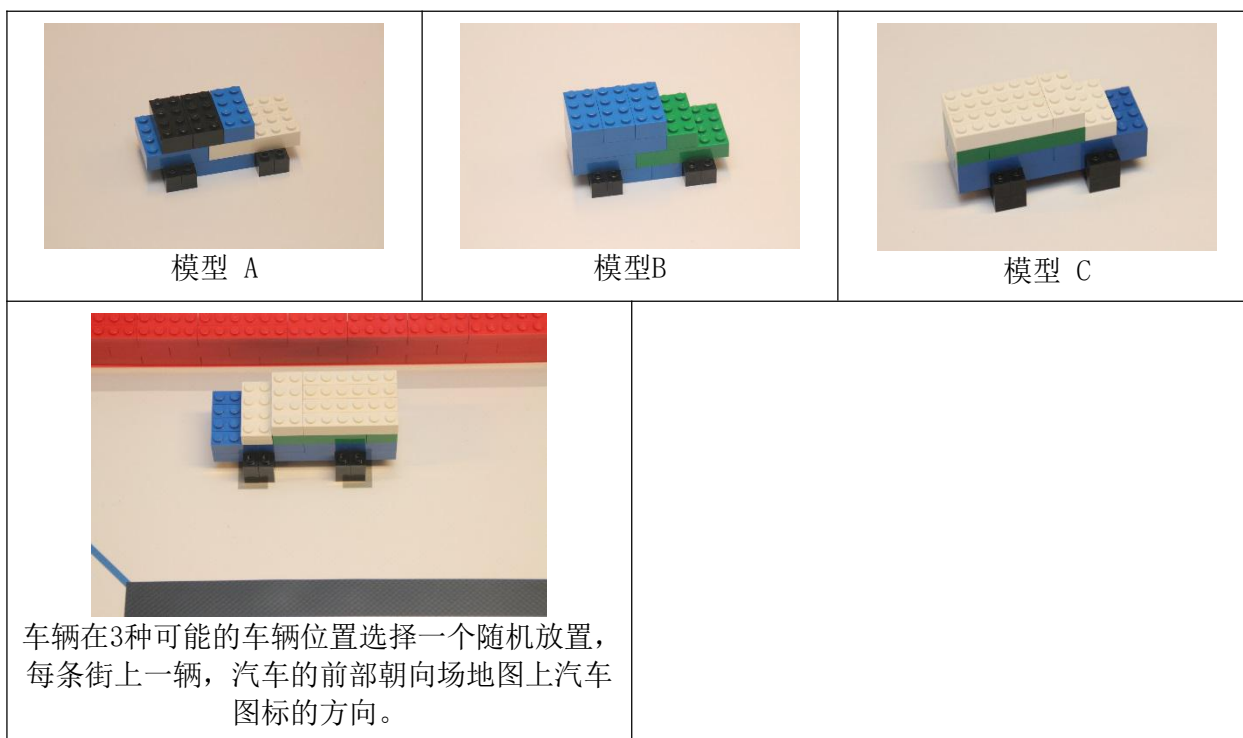 模型 A
模型B
模型 C
车辆在3种可能的车辆位置选择一个随机放置，
每条街上一辆，汽车的前部朝向场地图上汽车
图标的方向。